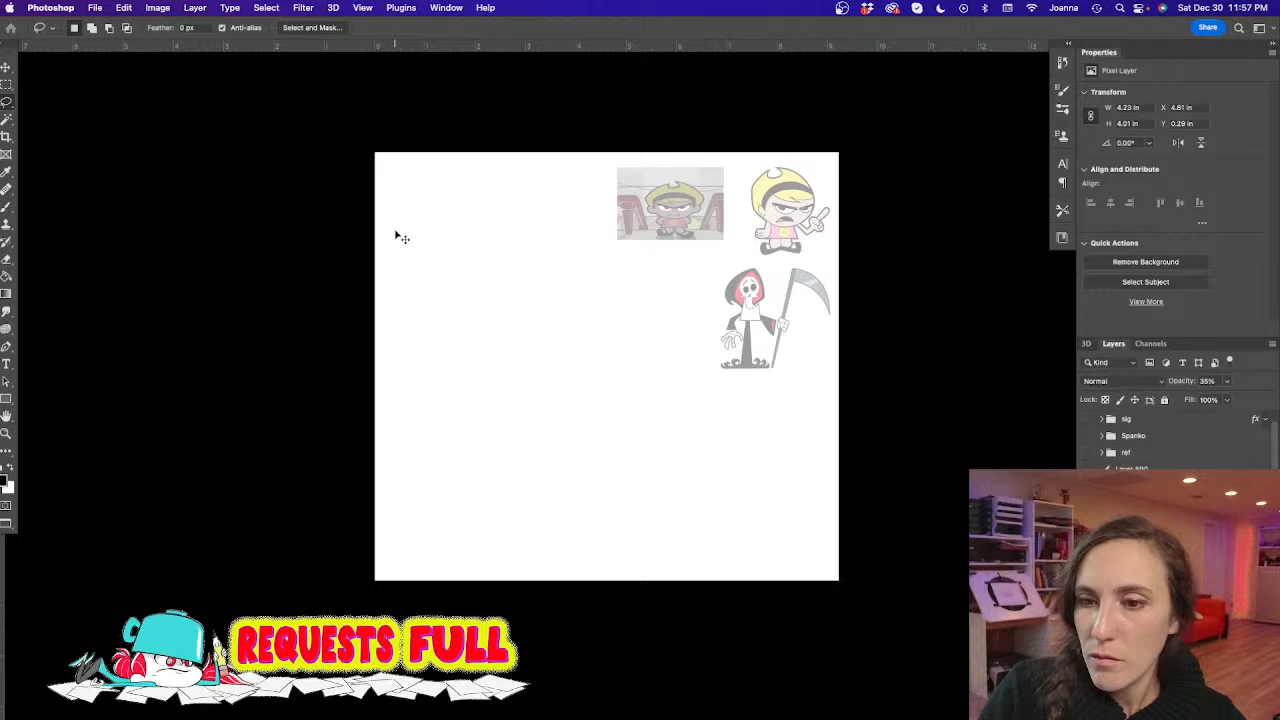 Photoshop File Edit Image Layer Type Select Filter 3D View Plugins Window Help
Joanna Sat Dec 30 11:57 PM
Feather: 0 px Anti-alias Select and Mask... Share
Properties
Pixel Layer
Transform
W 4.23 in X 4.81 in
H 4.01 in Y 0.29 in
0.00°
Align and Distribute
Align:
Quick Actions
Remove Background
Select Subject
View More
3D Layers Channels
Kind
Normal Opacity: 35%
Lock: Fill: 100%
sig fx
Spanko
ref
REQUESTS FULL